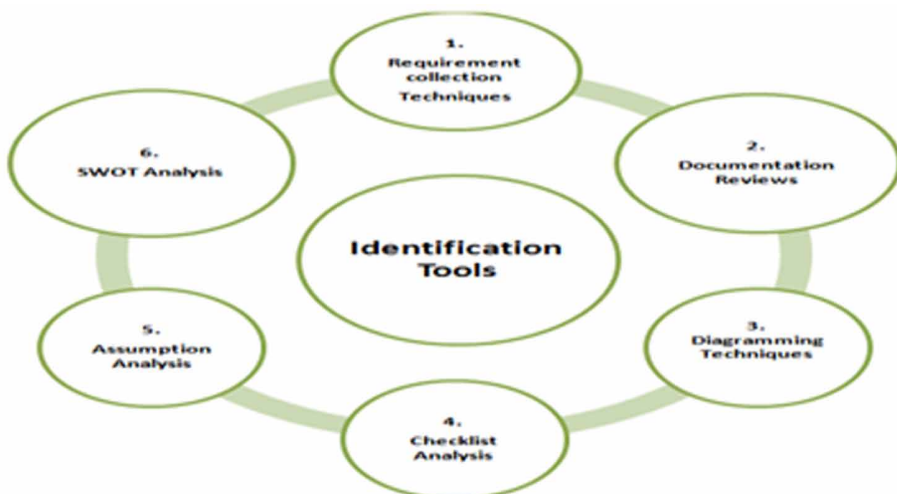 1.
Requirement
collection
Techniques
2.
Documentation
Reviews
3.
Diagramming
Techniques
4.
Checklist
Analysis
5.
Assumption
Analysis
6.
SWOT Analysis
Identification
Tools